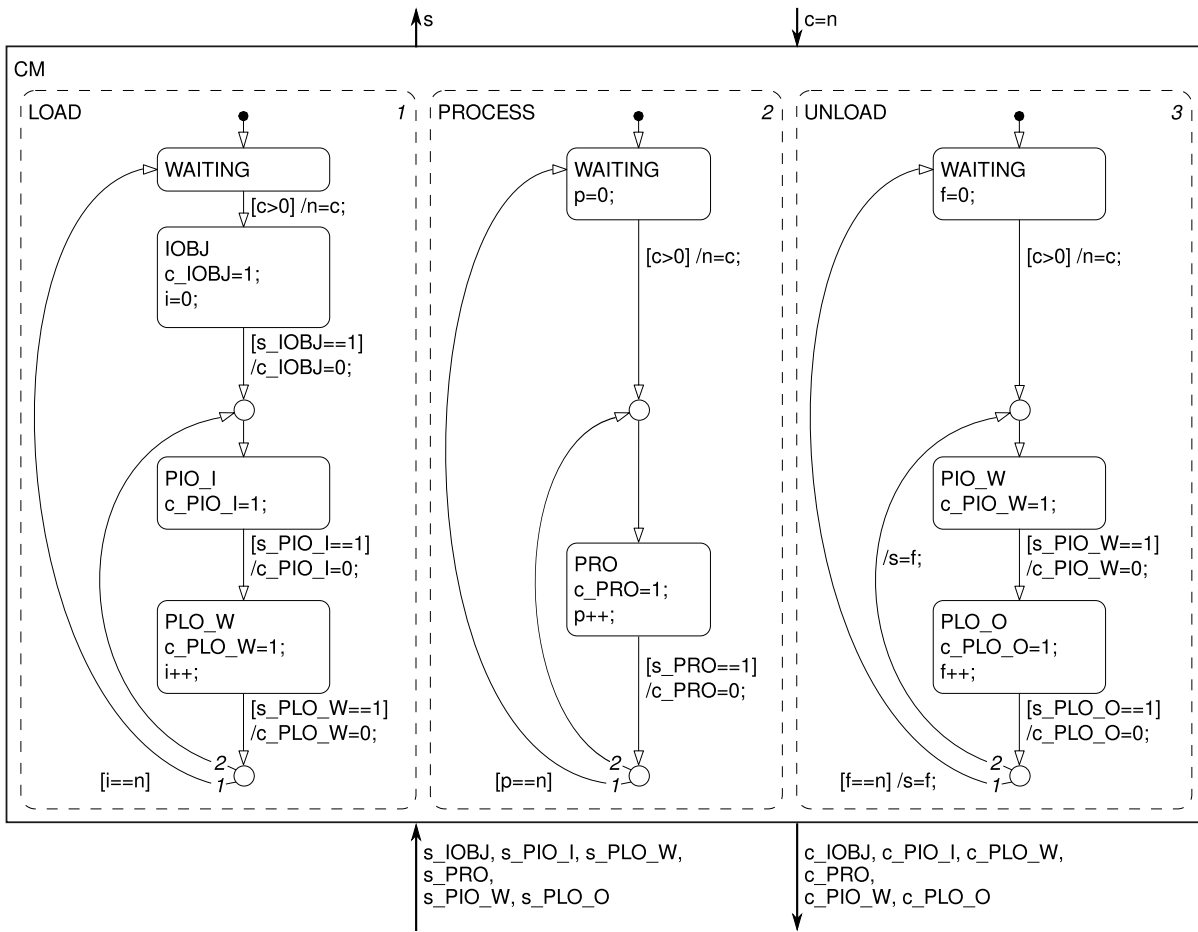 s
c=n
CM
LOAD
1
WAITING
[c>0] /n=c;
IOBJ
c_IOBJ=1;
i=0;
[s_IOBJ==1]
/c_IOBJ=0;
PIO_I
c_PIO_I=1;
[s_PIO_I==1]
/c_PIO_I=0;
PLO_W
c_PLO_W=1;
i++;
[s_PLO_W==1]
/c_PLO_W=0;
2
1
[i==n]
PROCESS
2
WAITING
p=0;
[c>0] /n=c;
PRO
c_PRO=1;
p++;
[s_PRO==1]
/c_PRO=0;
2
1
[p==n]
UNLOAD
3
WAITING
f=0;
[c>0] /n=c;
PIO_W
c_PIO_W=1;
[s_PIO_W==1]
/c_PIO_W=0;
/s=f;
PLO_O
c_PLO_O=1;
f++;
[s_PLO_O==1]
/c_PLO_O=0;
2
1
[f==n] /s=f;
s_IOBJ, s_PIO_I, s_PLO_W,
s_PRO,
s_PIO_W, s_PLO_O
c_IOBJ, c_PIO_I, c_PLO_W,
c_PRO,
c_PIO_W, c_PLO_O